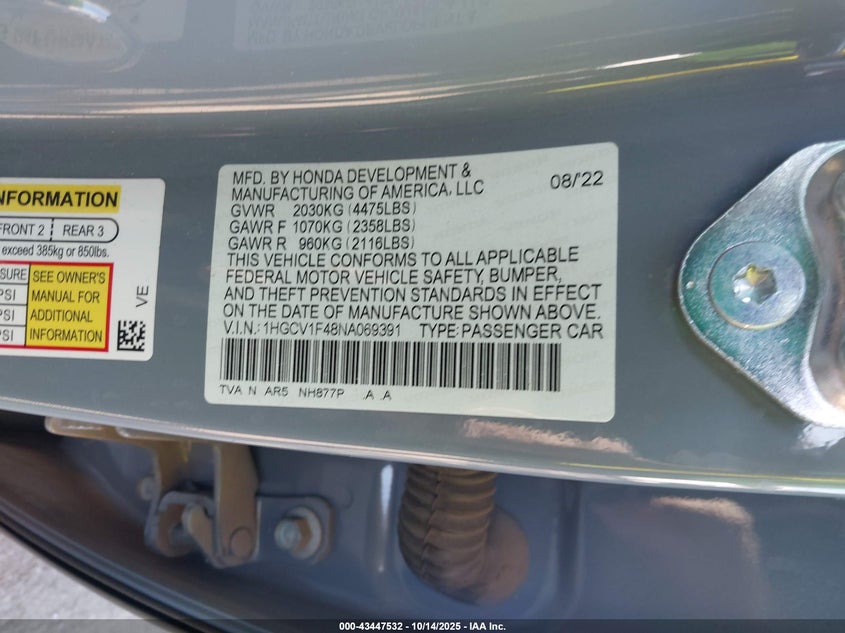 MFD. BY HONDA DEVELOPMENT &
MANUFACTURING OF AMERICA, LLC 08/22
GVWR 2030KG (4475LBS)
GAWR F 1070KG (2358LBS)
GAWR R 960KG (2116LBS)
THIS VEHICLE CONFORMS TO ALL APPLICABLE
FEDERAL MOTOR VEHICLE SAFETY, BUMPER,
AND THEFT PREVENTION STANDARDS IN EFFECT
ON THE DATE OF MANUFACTURE SHOWN ABOVE.
V.I.N.: 1HGCV1F48NA069391 TYPE: PASSENGER CAR
TVA N AR5 NH877P .A .A
INFORMATION
FRONT 2 REAR 3
exceed 385kg or 850lbs.
SEE OWNER'S
PSI MANUAL FOR
PSI ADDITIONAL
PSI INFORMATION
VE
000-43447532 - 10/14/2025 - IAA Inc.